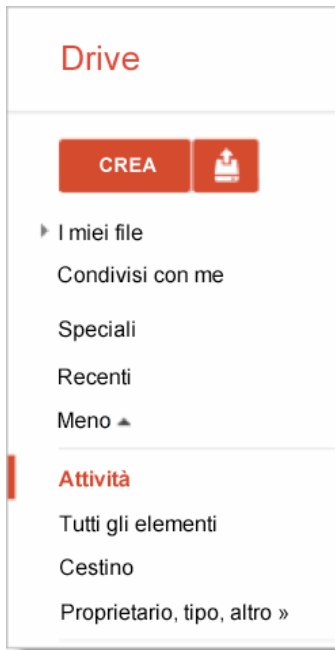 Drive
CREA
I miei file
Condivisi con me
Speciali
Recenti
Meno
Attività
Tutti gli elementi
Cestino
Proprietario, tipo, altro »